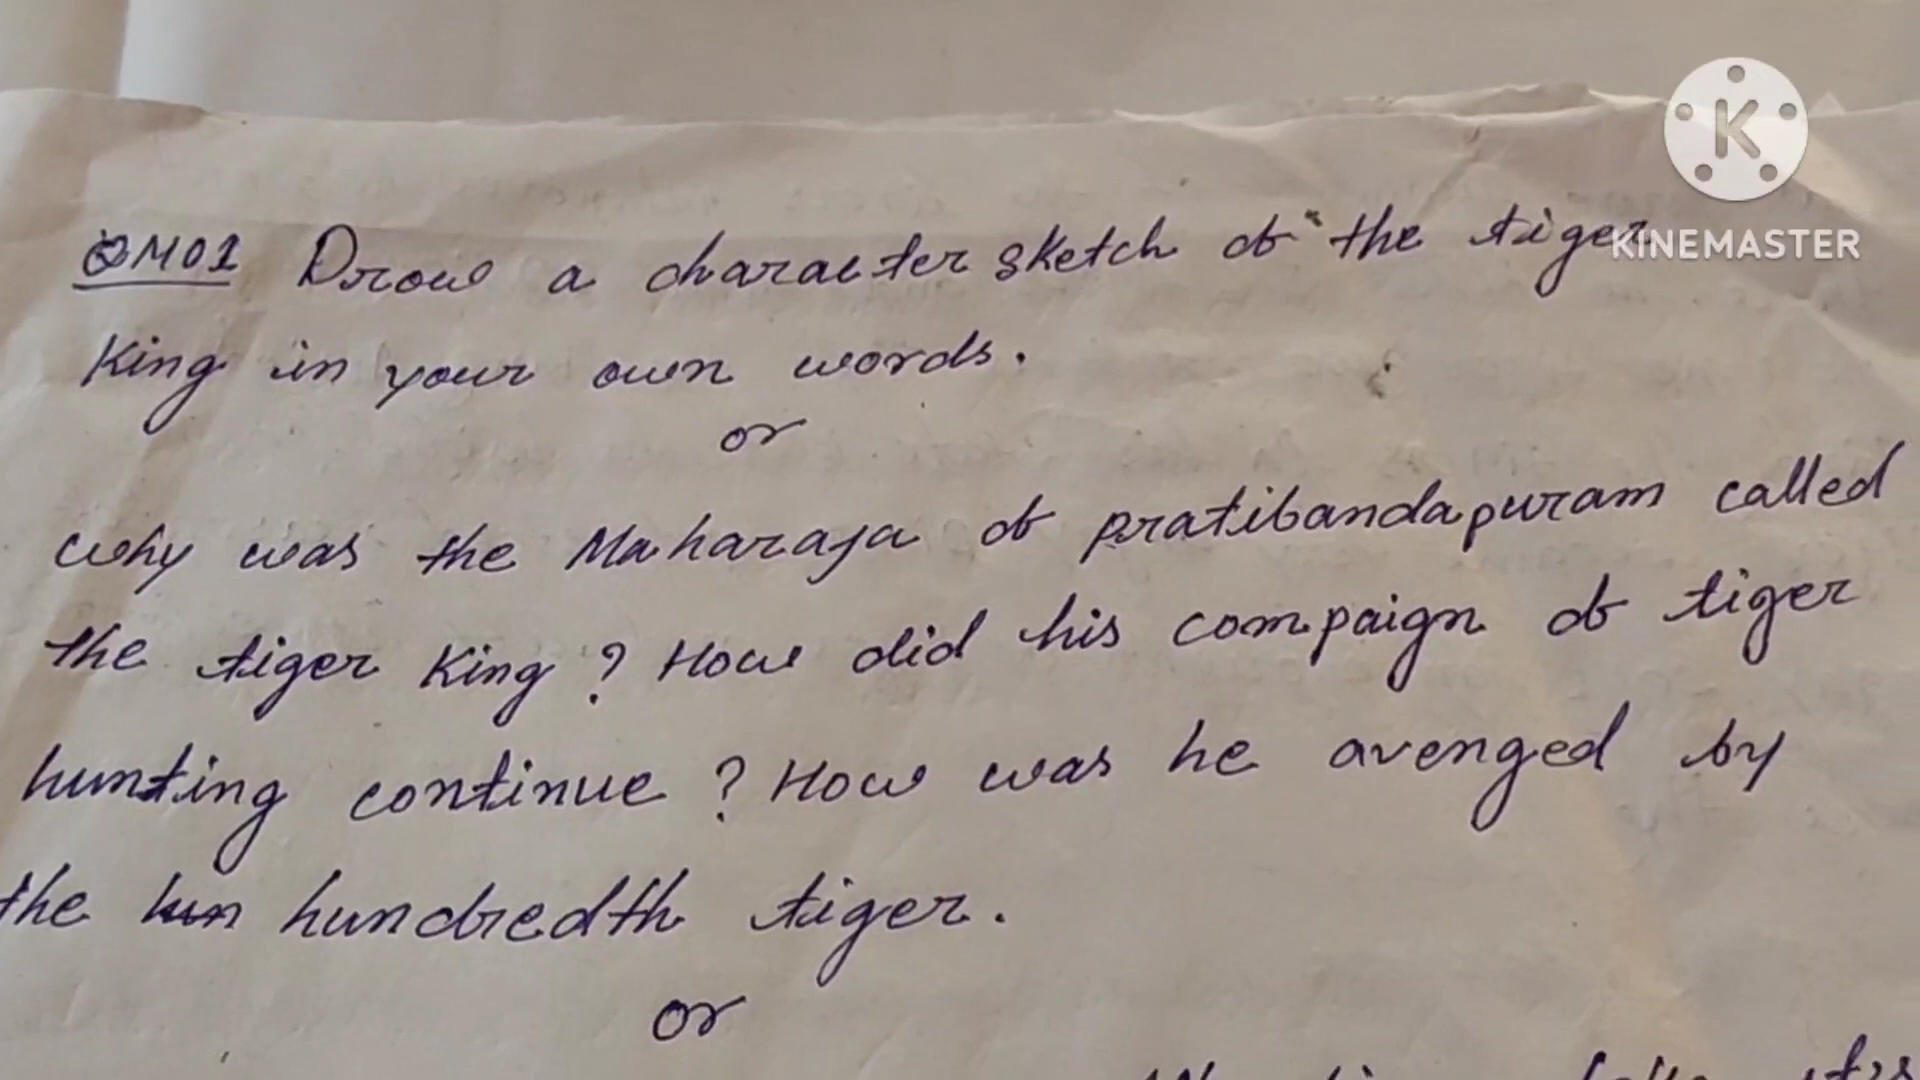 QNO1 Draw a character sketch of the tiger
King in your own words.
or
why was the Maharaja of pratibandapuram called
the tiger King ? How did his compaign of tiger
hunting continue ? How was he avenged by
the hun hundredth tiger.
or
K
KINEMASTER